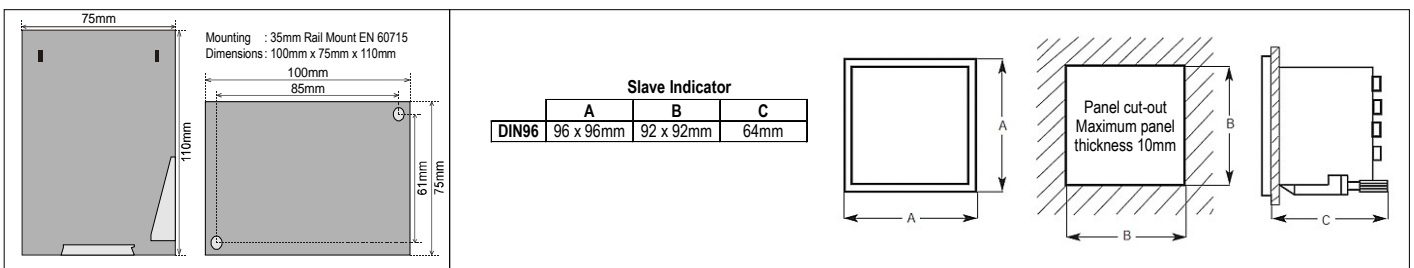 75mm
110mm
Mounting : 35mm Rail Mount EN 60715
Dimensions : 100mm x 75mm x 110mm
100mm
85mm
61mm
75mm
Slave Indicator
A B C
DIN96 96 x 96mm 92 x 92mm 64mm
A
A
Panel cut-out
Maximum panel
thickness 10mm
B
B
C